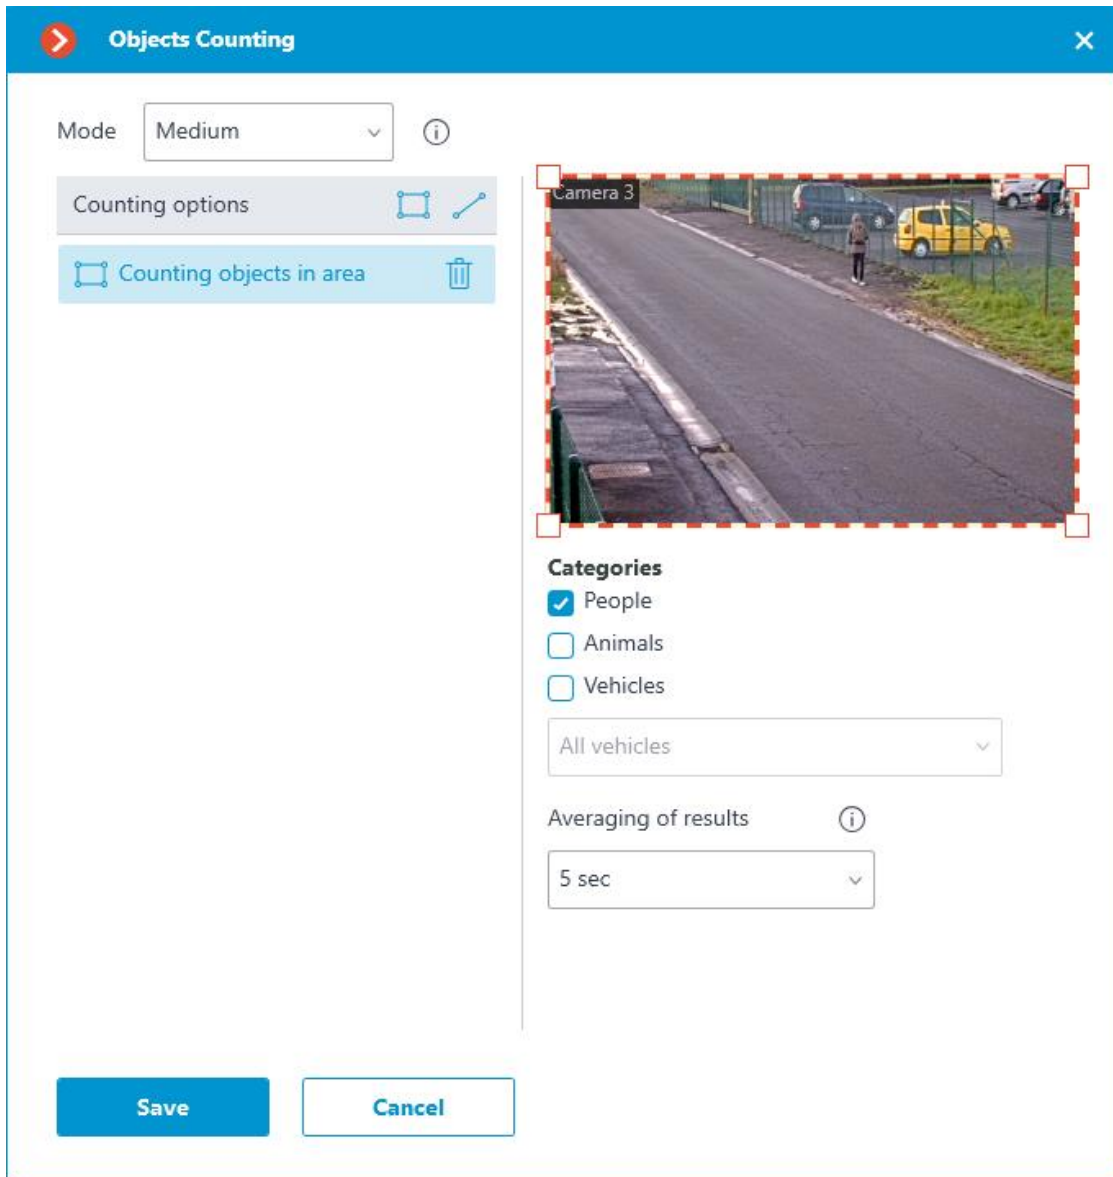 Objects Counting
Mode Medium
Counting options
Counting objects in area
Camera 3
Categories
People
Animals
Vehicles
All vehicles
Averaging of results
5 sec
Save Cancel